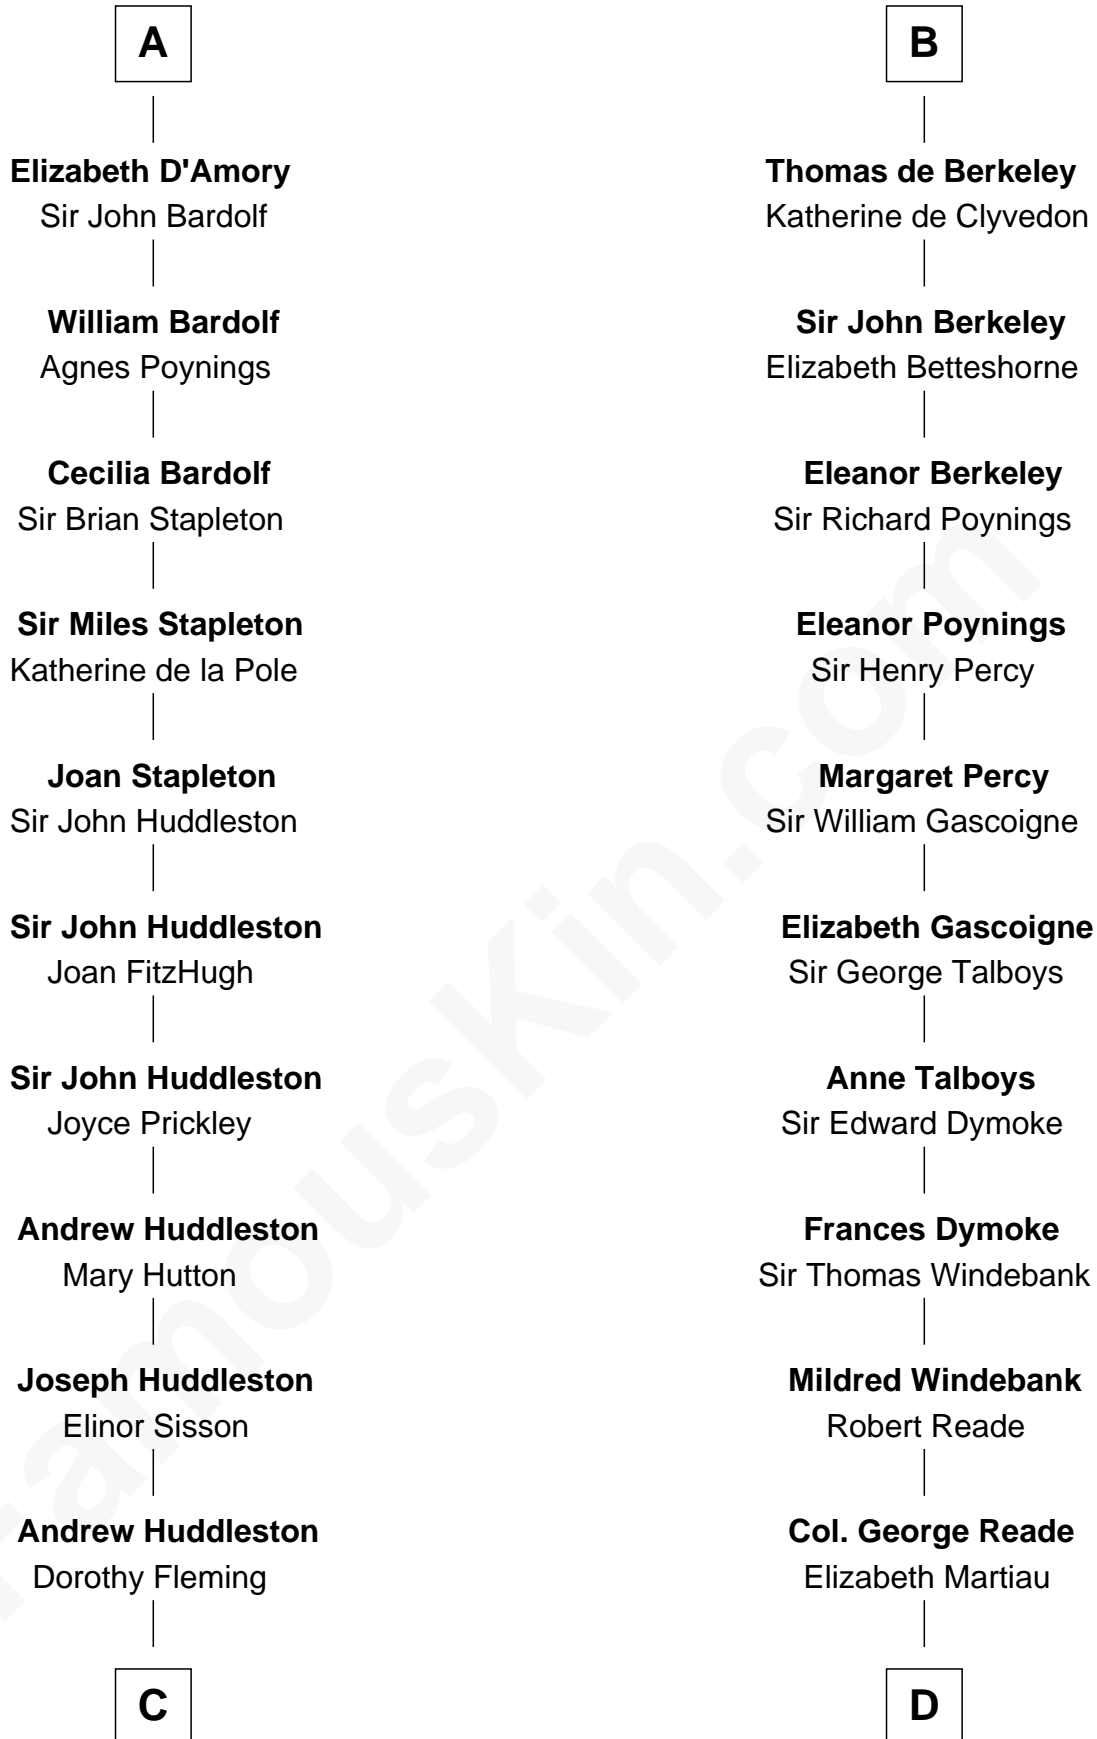 A
Elizabeth D'Amory
Sir John Bardolf
William Bardolf
Agnes Poynings
Cecilia Bardolf
Sir Brian Stapleton
Sir Miles Stapleton
Katherine de la Pole
Joan Stapleton
Sir John Huddleston
Sir John Huddleston
Joan FitzHugh
Sir John Huddleston
Joyce Prickley
Andrew Huddleston
Mary Hutton
Joseph Huddleston
Elinor Sisson
Andrew Huddleston
Dorothy Fleming
C
B
Thomas de Berkeley
Katherine de Clyvedon
Sir John Berkeley
Elizabeth Betteshorne
Eleanor Berkeley
Sir Richard Poynings
Eleanor Poynings
Sir Henry Percy
Margaret Percy
Sir William Gascoigne
Elizabeth Gascoigne
Sir George Talboys
Anne Talboys
Sir Edward Dymoke
Frances Dymoke
Sir Thomas Windebank
Mildred Windebank
Robert Reade
Col. George Reade
Elizabeth Martiau
D
FamousKin.com